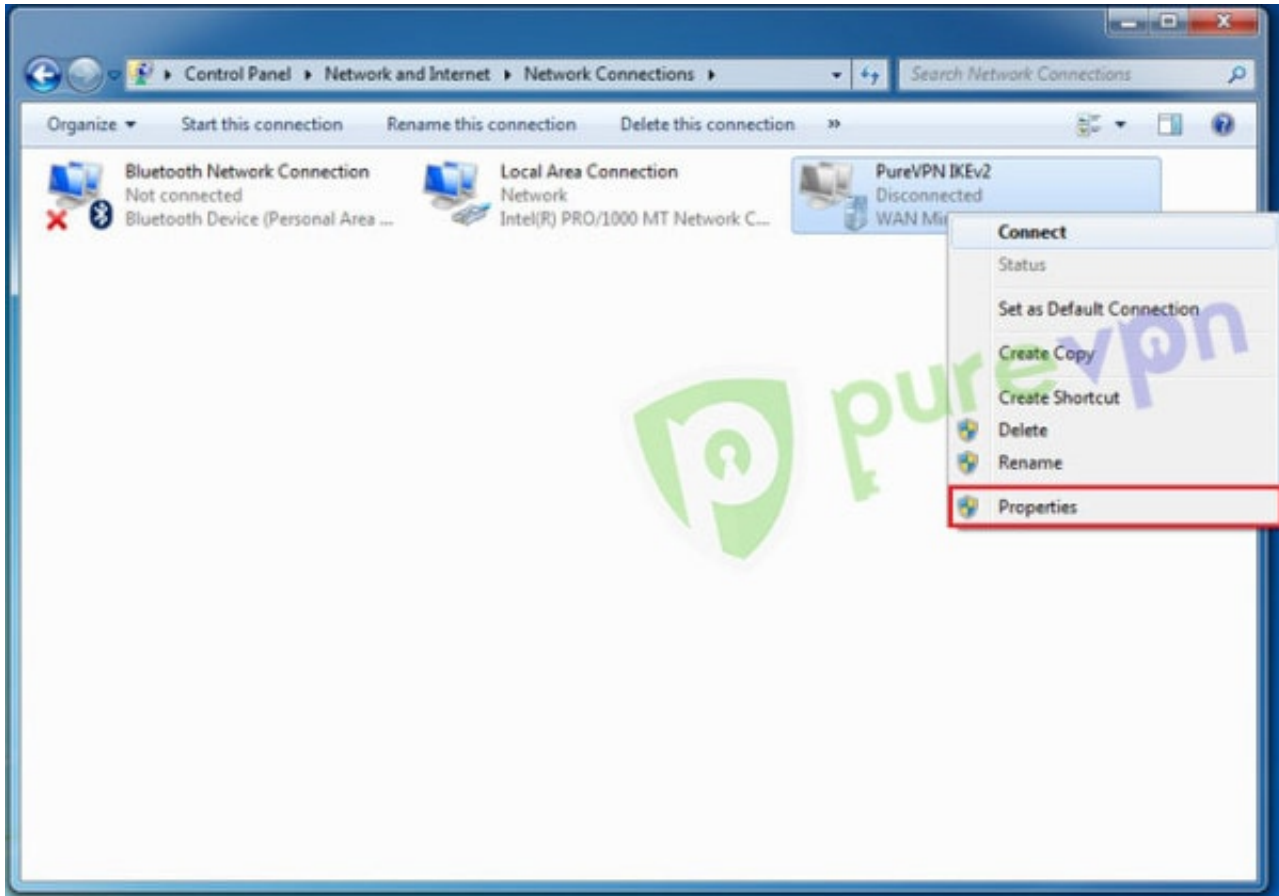 Control Panel ▸ Network and Internet ▸ Network Connections ▸
Search Network Connections
Organize
Start this connection
Rename this connection
Delete this connection
»
Bluetooth Network Connection
Not connected
Bluetooth Device (Personal Area ...
Local Area Connection
Network
Intel(R) PRO/1000 MT Network C...
PureVPN IKEv2
Disconnected
WAN
Connect
Status
Set as Default Connection
Create Copy
Create Shortcut
Delete
Rename
Properties
purevpn